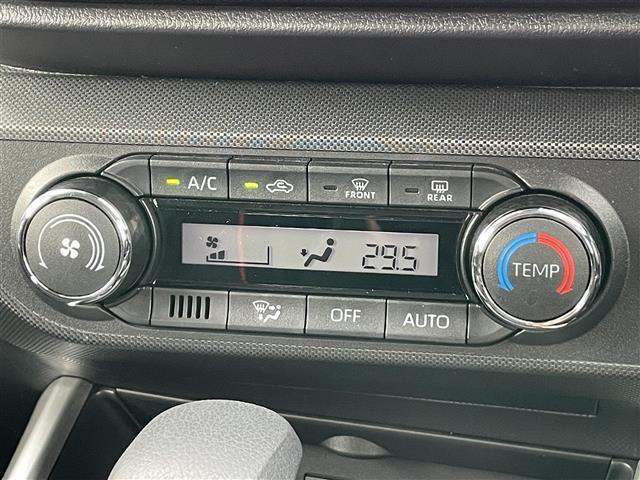 A/C
FRONT
REAR
29.5
TEMP
OFF
AUTO